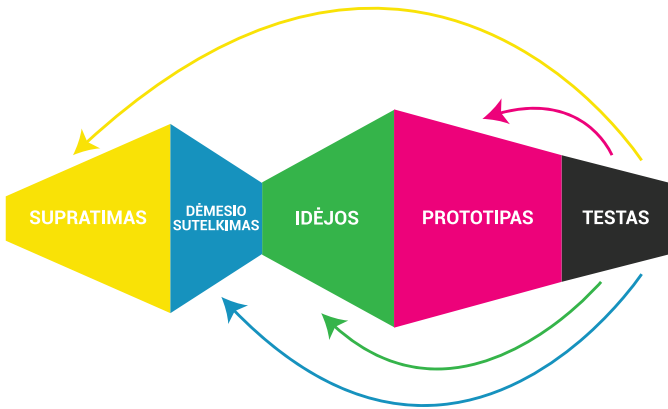 SUPRATIMAS
DĖMESIO
SUTELKIMAS
IDĖJOS
PROTOTIPAS
TESTAS